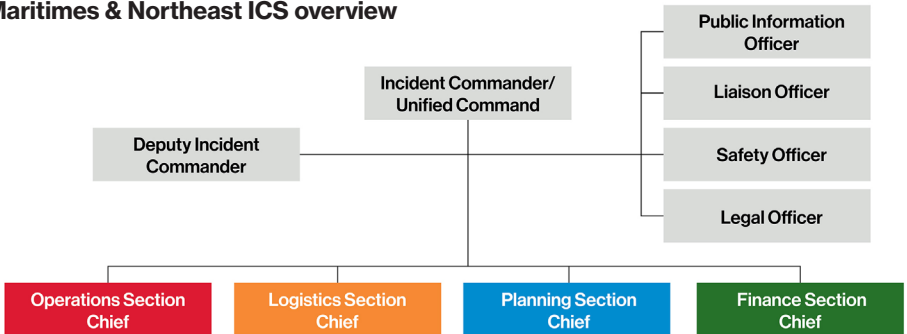 Maritimes & Northeast ICS overview
Public Information
Officer
Incident Commander/
Unified Command
Liaison Officer
Deputy Incident
Commander
Safety Officer
Legal Officer
Operations Section
Chief
Logistics Section
Chief
Planning Section
Chief
Finance Section
Chief